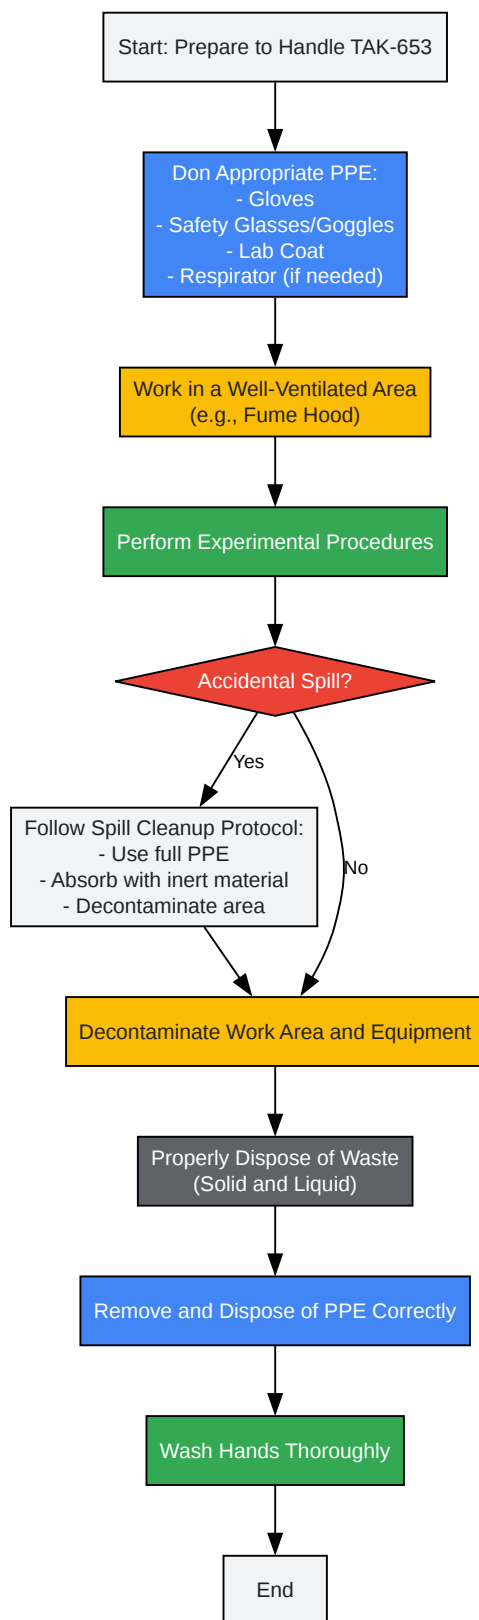 Start: Prepare to Handle TAK-653
Don Appropriate PPE:
- Gloves
- Safety Glasses/Goggles
- Lab Coat
- Respirator (if needed)
Work in a Well-Ventilated Area
(e.g., Fume Hood)
Perform Experimental Procedures
Accidental Spill?
Yes
Follow Spill Cleanup Protocol:
- Use full PPE
- Absorb with inert material
- Decontaminate area
No
Decontaminate Work Area and Equipment
Properly Dispose of Waste
(Solid and Liquid)
Remove and Dispose of PPE Correctly
Wash Hands Thoroughly
End